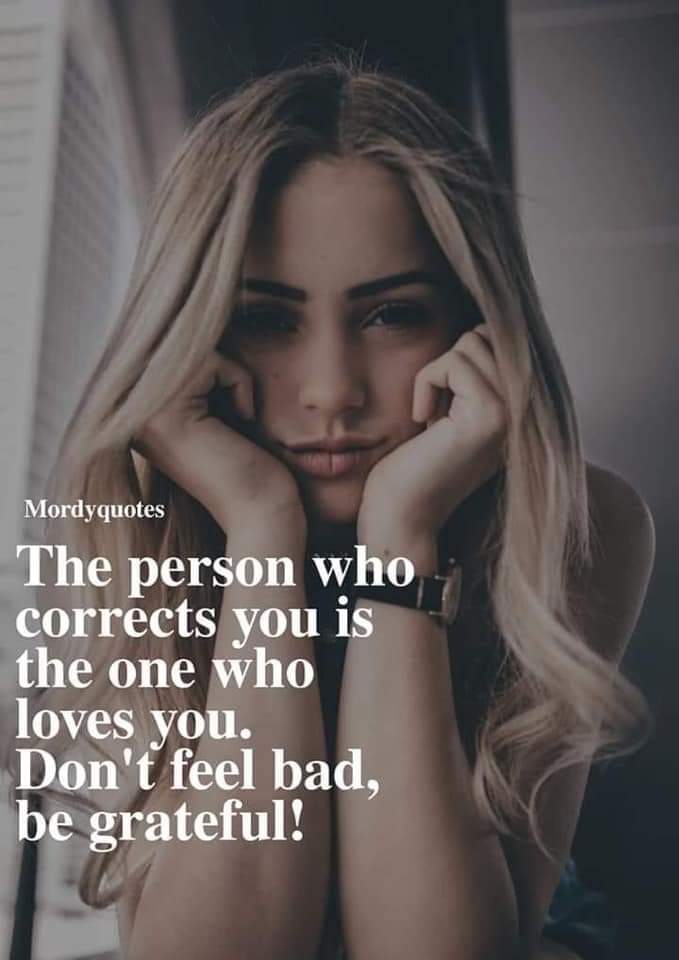 Mordyquotes
The person who
corrects you is
the one who
loves you.
Don't feel bad,
be grateful!